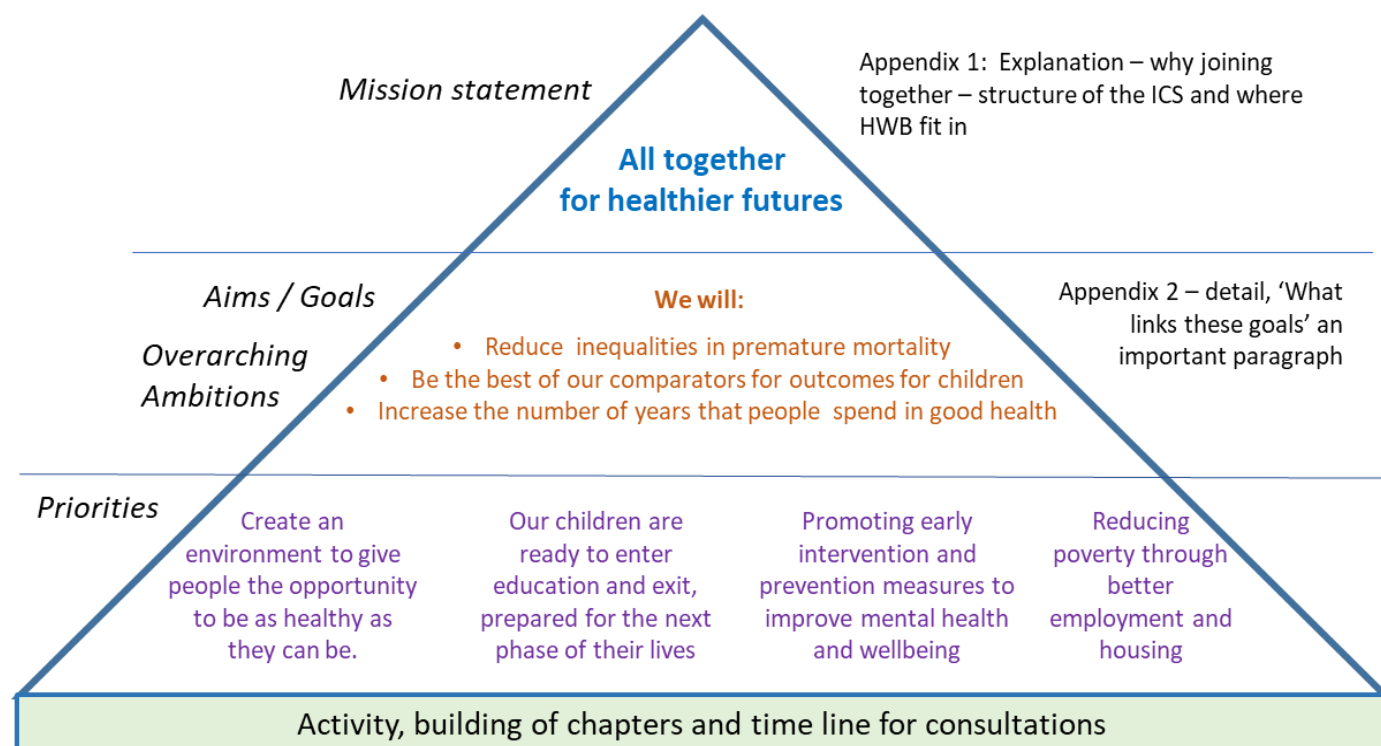 Mission statement
Appendix 1: Explanation – why joining
together – structure of the ICS and where
HWB fit in
All together
for healthier futures
Aims / Goals
Overarching
Ambitions
We will:
• Reduce inequalities in premature mortality
• Be the best of our comparators for outcomes for children
• Increase the number of years that people spend in good health
Appendix 2 – detail, ‘What
links these goals’ an
important paragraph
Priorities
Create an
environment to give
people the opportunity
to be as healthy as
they can be.
Our children are
ready to enter
education and exit,
prepared for the next
phase of their lives
Promoting early
intervention and
prevention measures to
improve mental health
and wellbeing
Reducing
poverty through
better
employment and
housing
Activity, building of chapters and time line for consultations